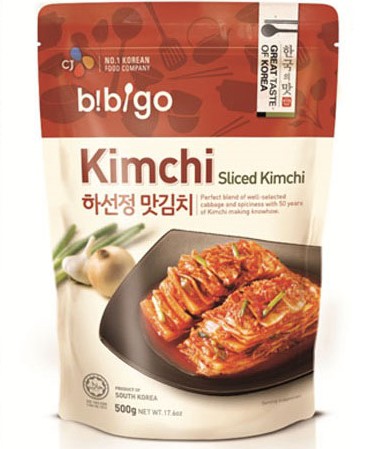 CJ
NO.1 KOREAN
FOOD COMPANY
GREAT TASTE
OF KOREA
한국의 맛
b!b!go
Kimchi Sliced Kimchi
하선정 맛김치
Perfect blend of well-selected
cabbage and spiciness with 50 years
of Kimchi making knowhow.
PRODUCT OF
SOUTH KOREA
500g NET WT. 17.6oz